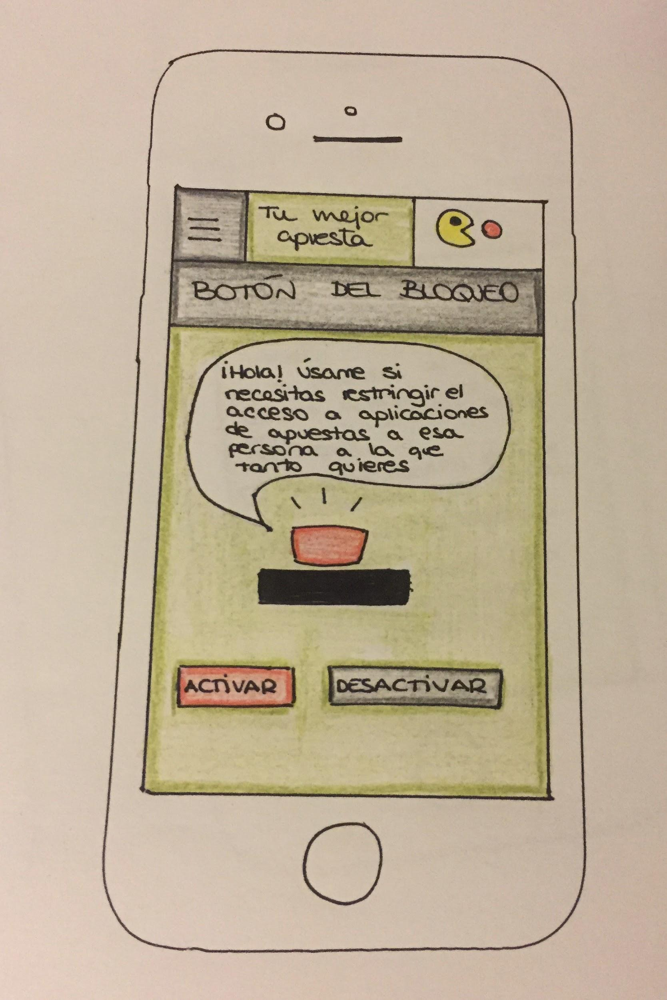 Tu mejor
apuesta
BOTÓN DEL BLOQUEO
¡Hola! Úsame si
necesitas restringir el
acceso a aplicaciones
de apuestas a esa
persona a la que
tanto quieres
ACTIVAR
DESACTIVAR